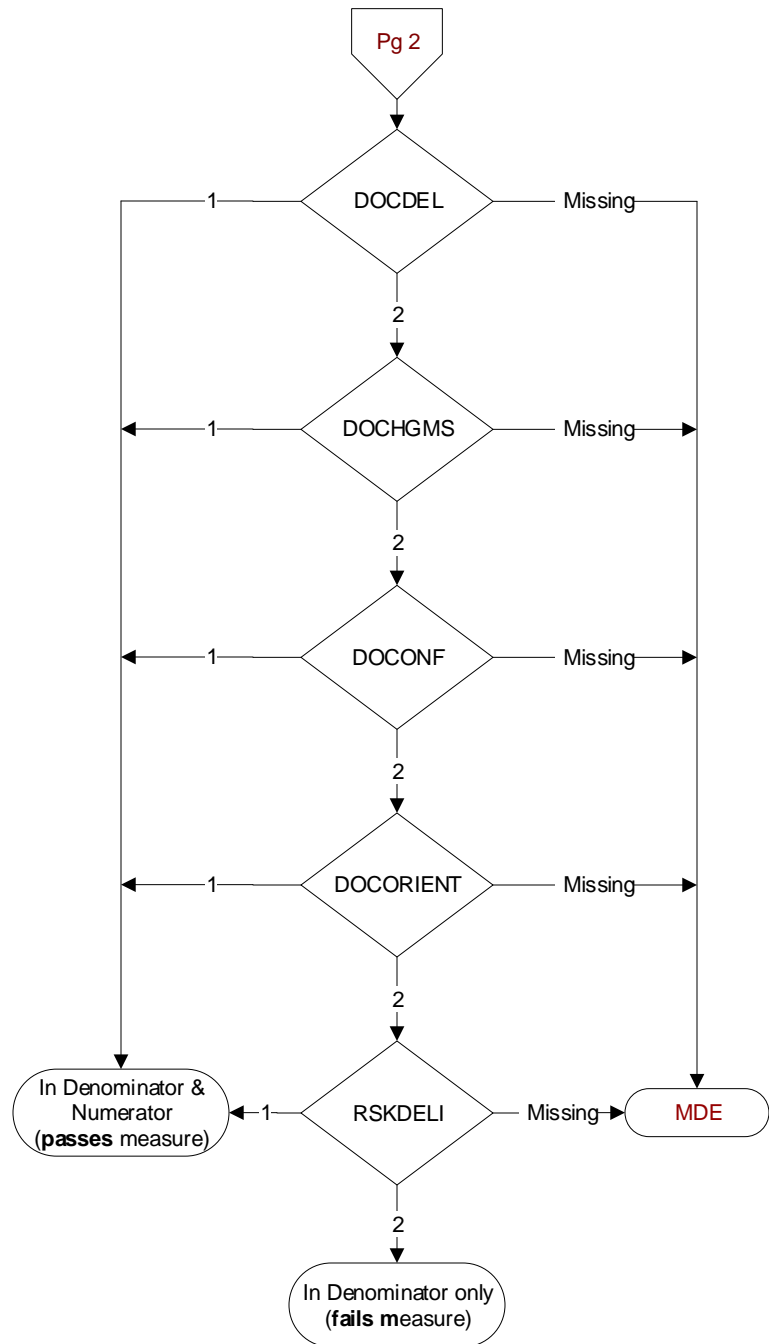 Pg 2
DOCDEL
1
Missing
2
DOCHGMS
1
Missing
2
DOCONF
1
Missing
2
DOCORIENT
1
Missing
2
In Denominator &
Numerator
(passes measure)
1
RSKDELI
Missing
MDE
2
In Denominator only
(fails measure)